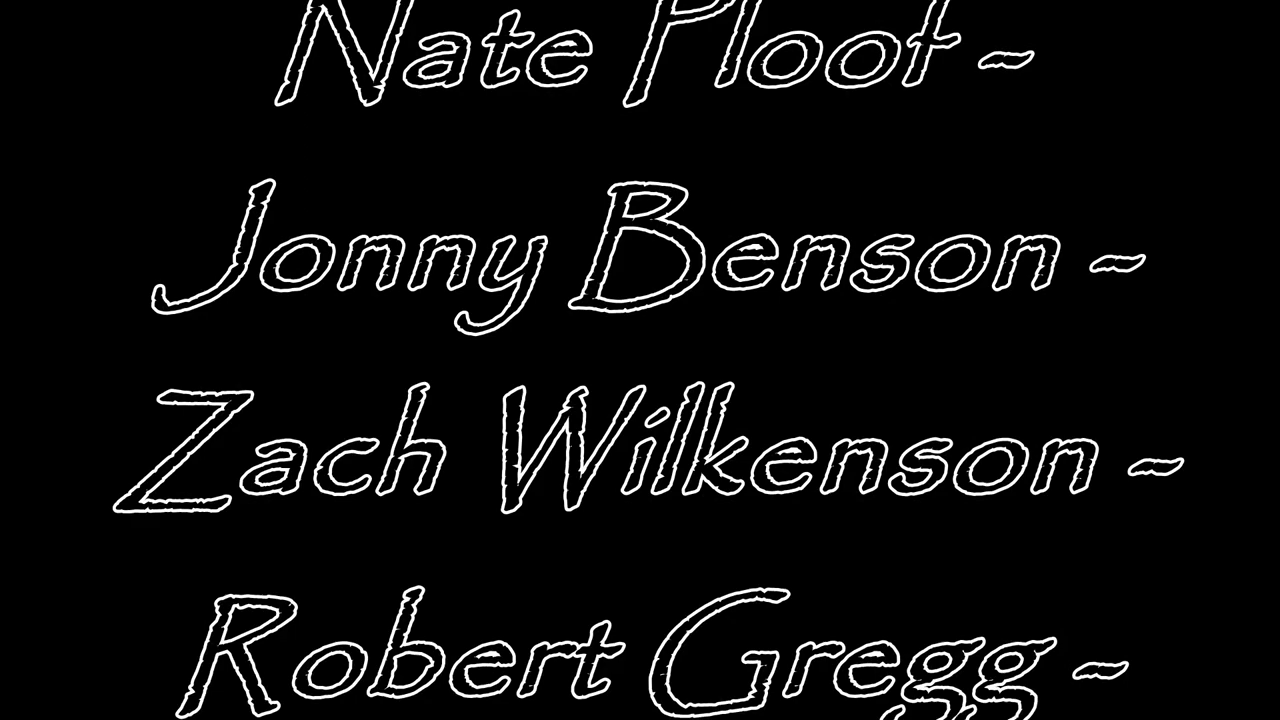 Nate Ploof -
Jonny Benson -
Zach Wilkenson -
Robert Gregg -